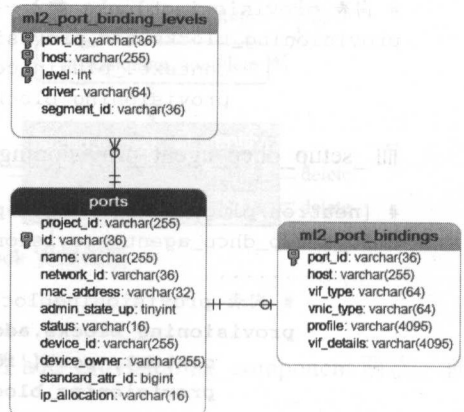 ml2_port_binding_levels
port_id: varchar(36)
host: varchar(255)
level: int
driver: varchar(64)
segment_id: varchar(36)
ports
project_id: varchar(255)
id: varchar(36)
name: varchar(255)
network_id: varchar(36)
mac_address: varchar(32)
admin_state_up: tinyint
status: varchar(16)
device_id: varchar(255)
device_owner: varchar(255)
standard_attr_id: bigint
ip_allocation: varchar(16)
ml2_port_bindings
port_id: varchar(36)
host: varchar(255)
vif_type: varchar(64)
vnic_type: varchar(64)
profile: varchar(4095)
vif_details: varchar(4095)